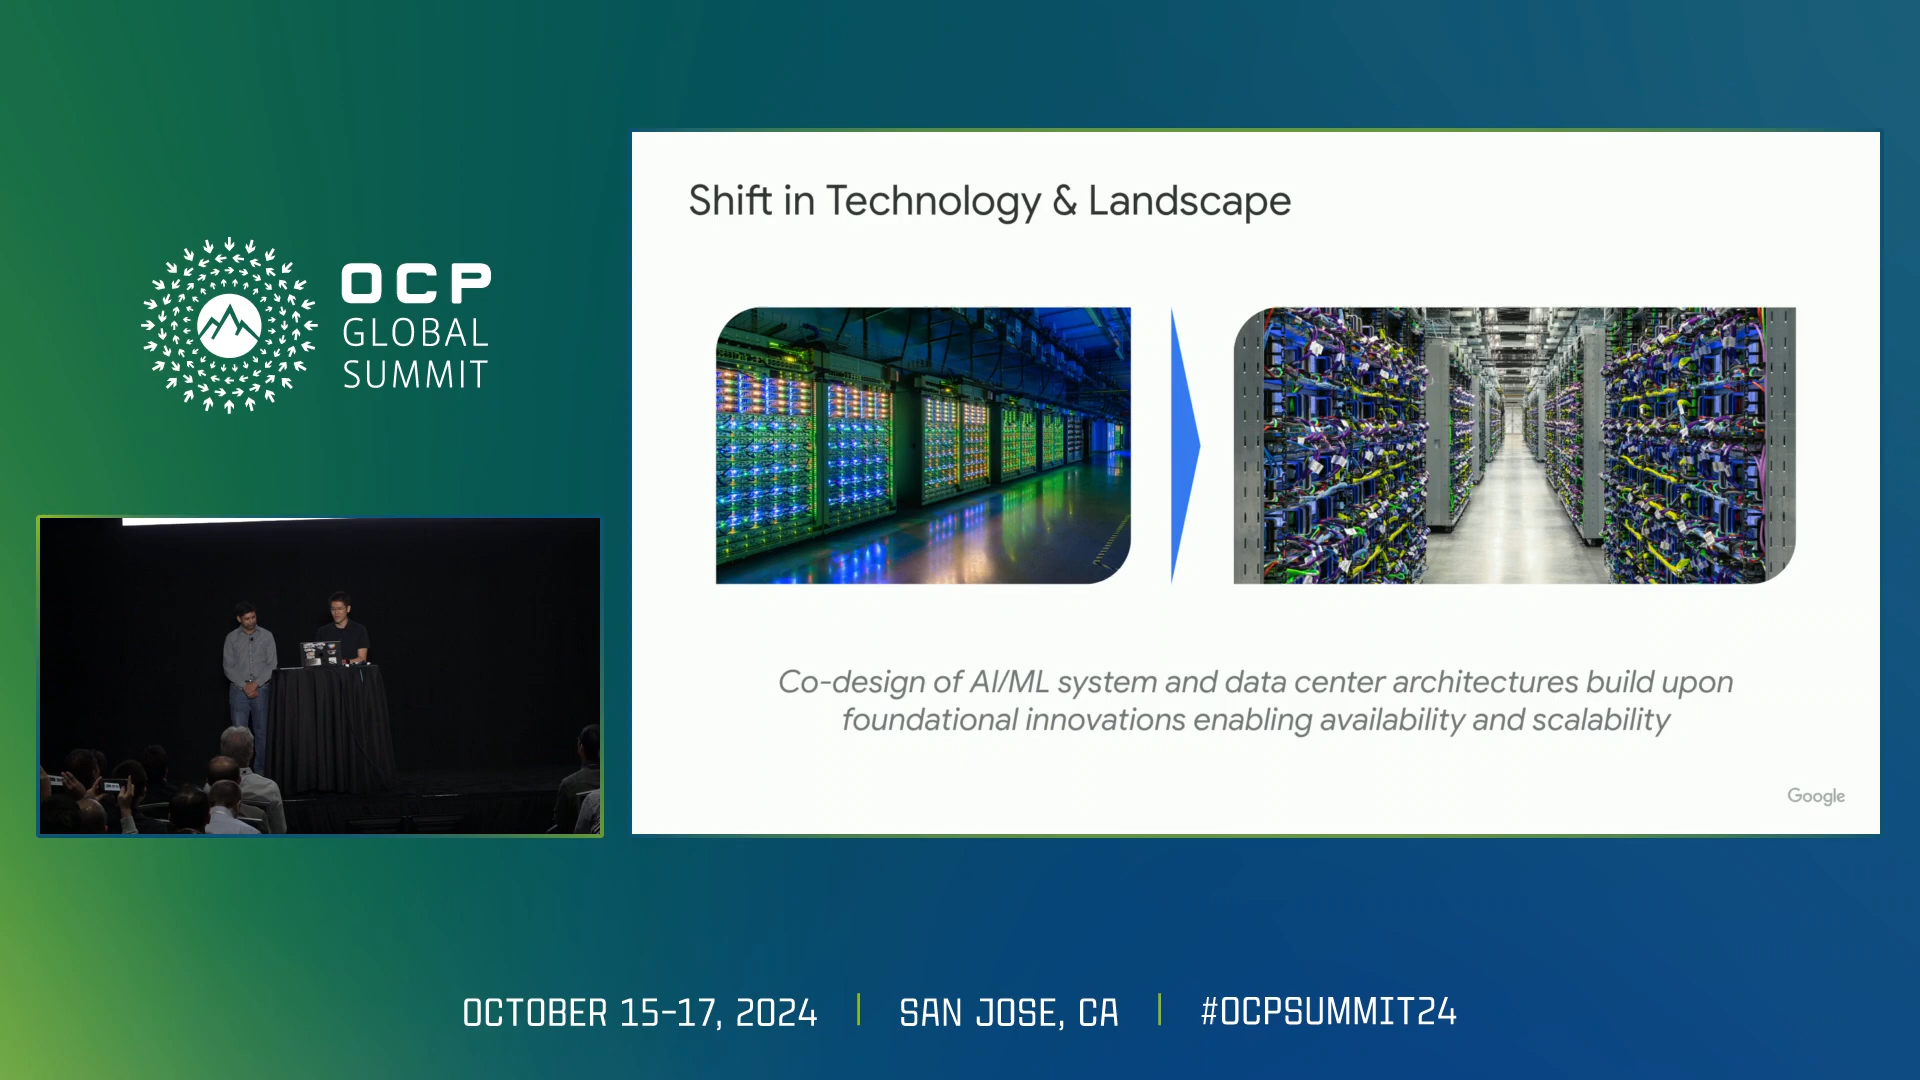 OCP
GLOBAL
SUMMIT
Shift in Technology & Landscape
Co-design of AI/ML system and data center architectures build upon
foundational innovations enabling availability and scalability
Google
OCTOBER 15-17, 2024 | SAN JOSE, CA | #OCPSUMMIT24